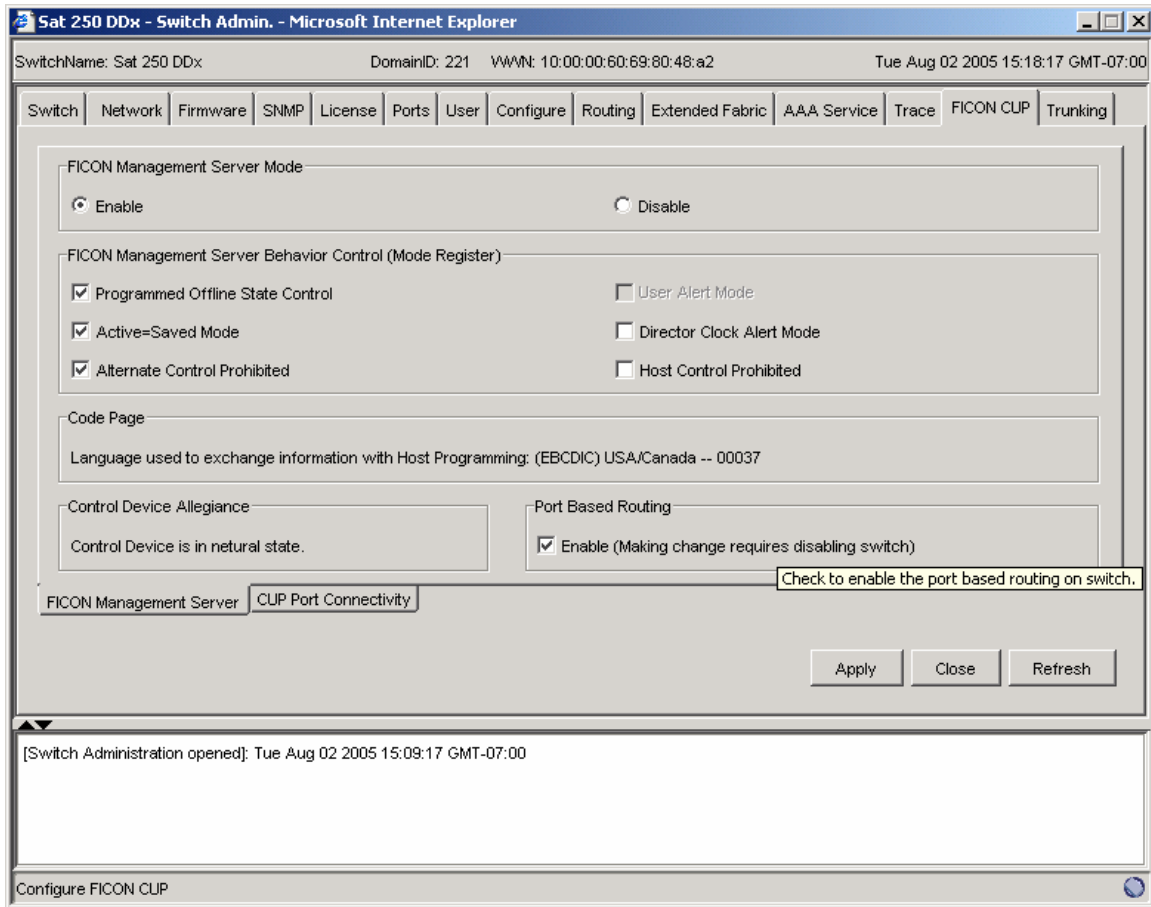 Sat 250 DDx - Switch Admin. - Microsoft Internet Explorer
SwitchName: Sat 250 DDx DomainID: 221 WWN: 10:00:00:60:69:80:48:a2 Tue Aug 02 2005 15:18:17 GMT-07:00
Switch Network Firmware SNMP License Ports User Configure Routing Extended Fabric AAA Service Trace FICON CUP Trunking
FICON Management Server Mode
Enable Disable
FICON Management Server Behavior Control (Mode Register)
Programmed Offline State Control User Alert Mode
Active=Saved Mode Director Clock Alert Mode
Alternate Control Prohibited Host Control Prohibited
Code Page
Language used to exchange information with Host Programming: (EBCDIC) USA/Canada -- 00037
Control Device Allegiance Port Based Routing
Control Device is in netural state. Enable (Making change requires disabling switch)
Check to enable the port based routing on switch.
FICON Management Server CUP Port Connectivity
Apply Close Refresh
[Switch Administration opened]: Tue Aug 02 2005 15:09:17 GMT-07:00
Configure FICON CUP